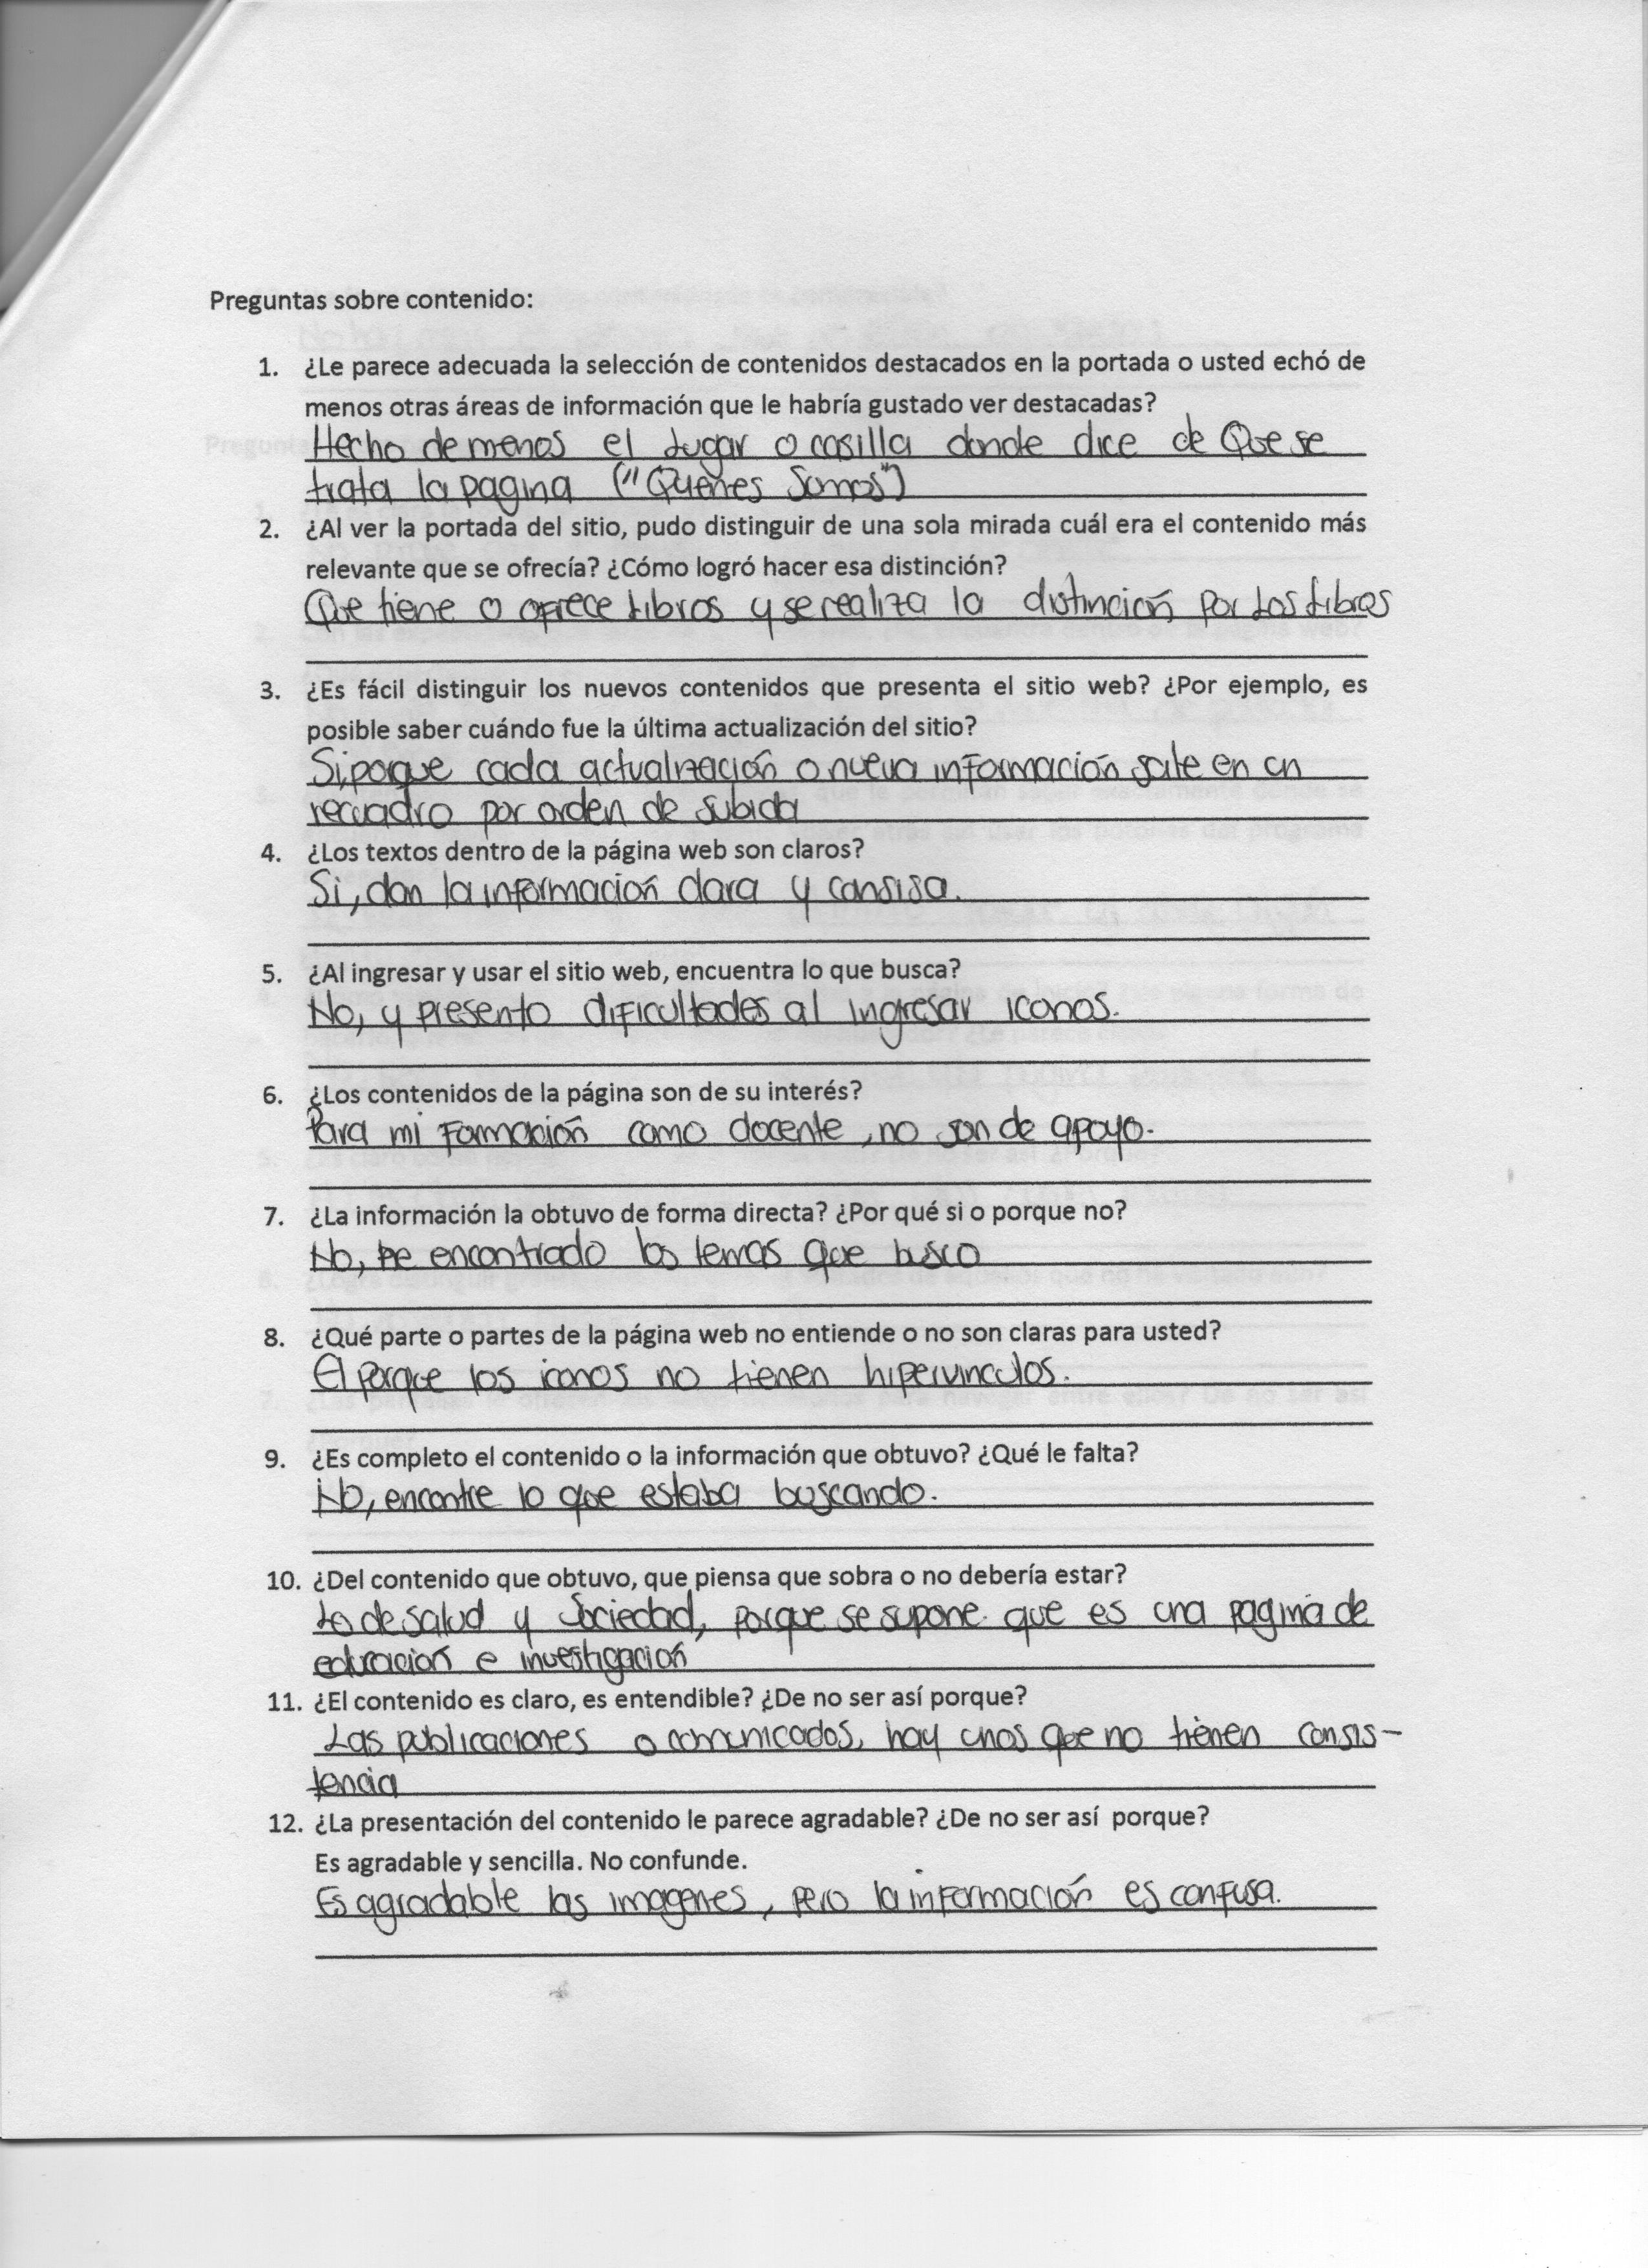 Preguntas sobre contenido:
1. ¿Le parece adecuada la selección de contenidos destacados en la portada o usted echó de
menos otras áreas de información que le habría gustado ver destacadas?
Hecho de menos el Lugar o casilla donde dice de Que se
trata la pagina ("Quienes Somos")
2. ¿Al ver la portada del sitio, pudo distinguir de una sola mirada cuál era el contenido más
relevante que se ofrecía? ¿Cómo logró hacer esa distinción?
Que tiene o ofrece Libros y se realiza la distinción por Los Libros
3. ¿Es fácil distinguir los nuevos contenidos que presenta el sitio web? ¿Por ejemplo, es
posible saber cuándo fue la última actualización del sitio?
Si, porque cada actualización o nueva información sale en un
recuadro por orden de subida
4. ¿Los textos dentro de la página web son claros?
Si, dan la información clara y consisa.
5. ¿Al ingresar y usar el sitio web, encuentra lo que busca?
No, y presento dificultades al ingresar iconos.
6. ¿Los contenidos de la página son de su interés?
Para mi Formación como docente, no son de apoyo.
7. ¿La información la obtuvo de forma directa? ¿Por qué si o porque no?
No, he encontrado los temas que busco
8. ¿Qué parte o partes de la página web no entiende o no son claras para usted?
El porque los iconos no tienen hipervinculos.
9. ¿Es completo el contenido o la información que obtuvo? ¿Qué le falta?
No, encontre lo que estaba buscando.
10. ¿Del contenido que obtuvo, que piensa que sobra o no debería estar?
Lo de salud y Sociedad, porque se supone que es una pagina de
educación e investigación
11. ¿El contenido es claro, es entendible? ¿De no ser así porque?
Las publicaciones o comunicados, hay unos que no tienen consis-
tencia
12. ¿La presentación del contenido le parece agradable? ¿De no ser así porque?
Es agradable y sencilla. No confunde.
Es agradable las imagenes, pero la información es confusa.